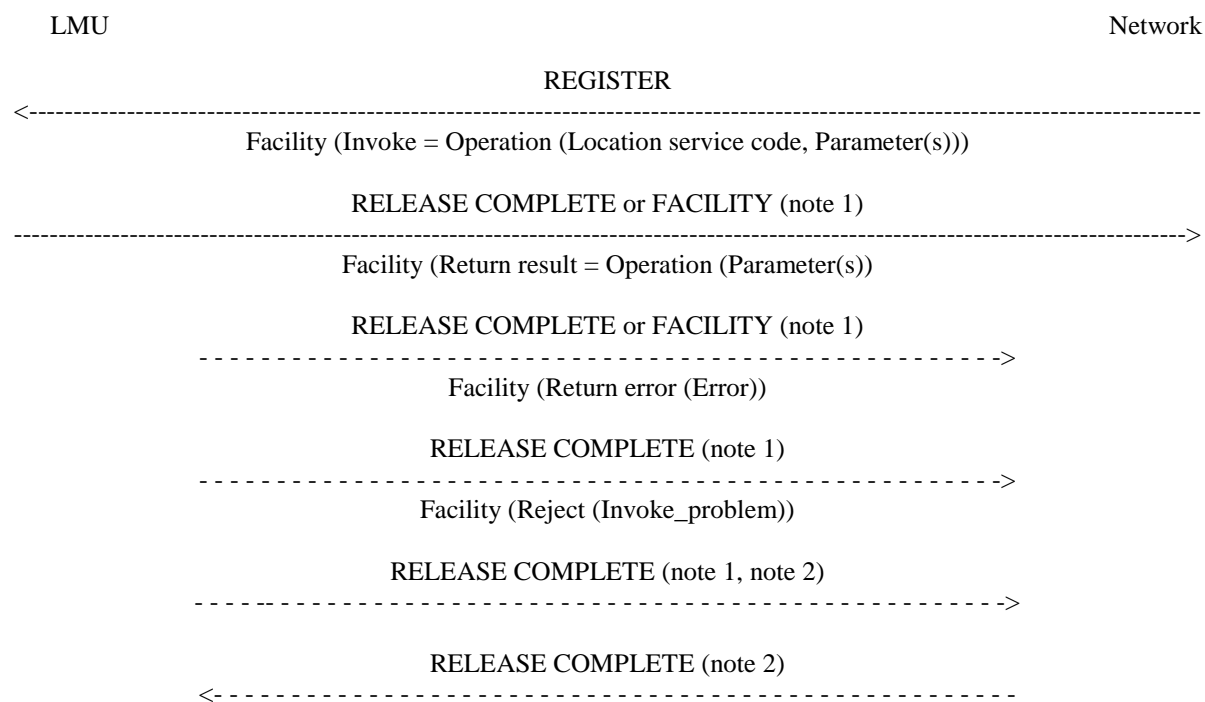 LMU Network
REGISTER
<------------------------------------------------------------------------------------------------------------------------------------
Facility (Invoke = Operation (Location service code, Parameter(s)))
RELEASE COMPLETE or FACILITY (note 1)
------------------------------------------------------------------------------------------------------------------------------------>
Facility (Return result = Operation (Parameter(s))
RELEASE COMPLETE or FACILITY (note 1)
- - - - - - - - - - - - - - - - - - - - - - - - - - - - - - - - - - - - - - - - - - - - - - - - - - - ->
Facility (Return error (Error))
RELEASE COMPLETE (note 1)
- - - - - - - - - - - - - - - - - - - - - - - - - - - - - - - - - - - - - - - - - - - - - - - - - - - ->
Facility (Reject (Invoke_problem))
RELEASE COMPLETE (note 1, note 2)
- - - - -- - - - - - - - - - - - - - - - - - - - - - - - - - - - - - - - - - - - - - - - - - - - - - - ->
RELEASE COMPLETE (note 2)
<- - - - - - - - - - - - - - - - - - - - - - - - - - - - - - - - - - - - - - - - - - - - - - - - - - - -